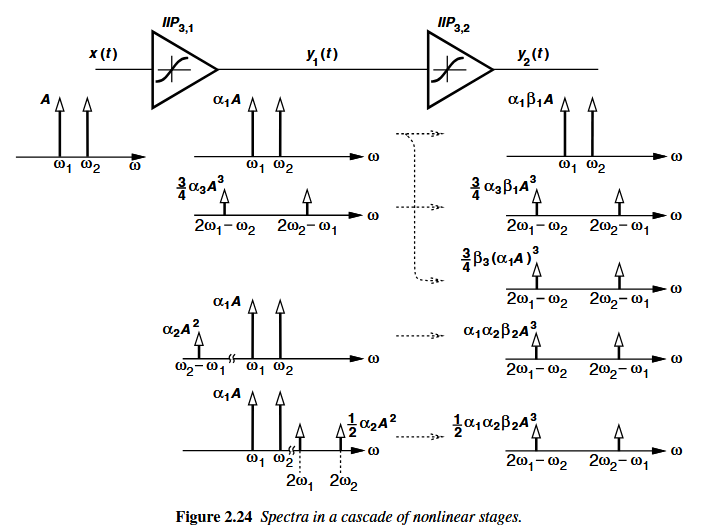 IIP₃,₁ IIP₃,₂
x (t) y₁ (t) y₂ (t)
A α₁A α₁β₁A
ω₁ ω₂ ω ω₁ ω₂ ω ω₁ ω₂ ω
3/4 α₃A³ 3/4 α₃β₁A³
2ω₁− ω₂ 2ω₂− ω₁ ω 2ω₁− ω₂ 2ω₂− ω₁ ω
3/4 β₃(α₁A)³
2ω₁− ω₂ 2ω₂− ω₁ ω
α₂A² α₁A α₁α₂β₂A³
ω₂− ω₁ ω₁ ω₂ ω 2ω₁− ω₂ 2ω₂− ω₁ ω
α₁A 1/2 α₂A² 1/2 α₁α₂β₂A³
ω₁ ω₂ ω 2ω₁− ω₂ 2ω₂− ω₁ ω
2ω₁ 2ω₂
Figure 2.24 Spectra in a cascade of nonlinear stages.